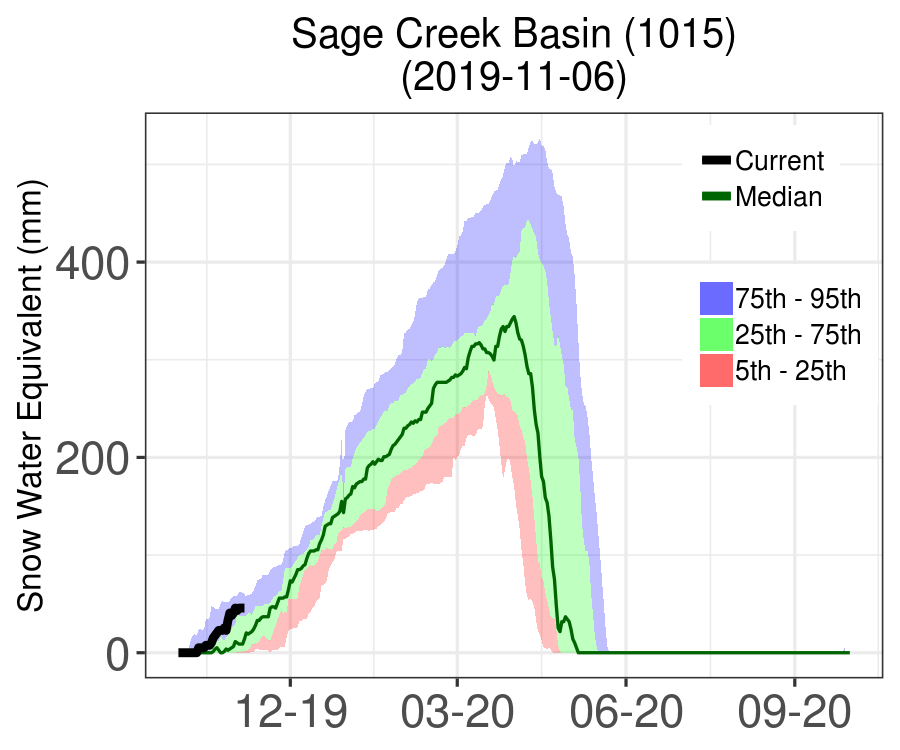 Sage Creek Basin (1015)
(2019-11-06)
Snow Water Equivalent (mm)
400
200
0
12-19
03-20
06-20
09-20
Current
Median
75th - 95th
25th - 75th
5th - 25th